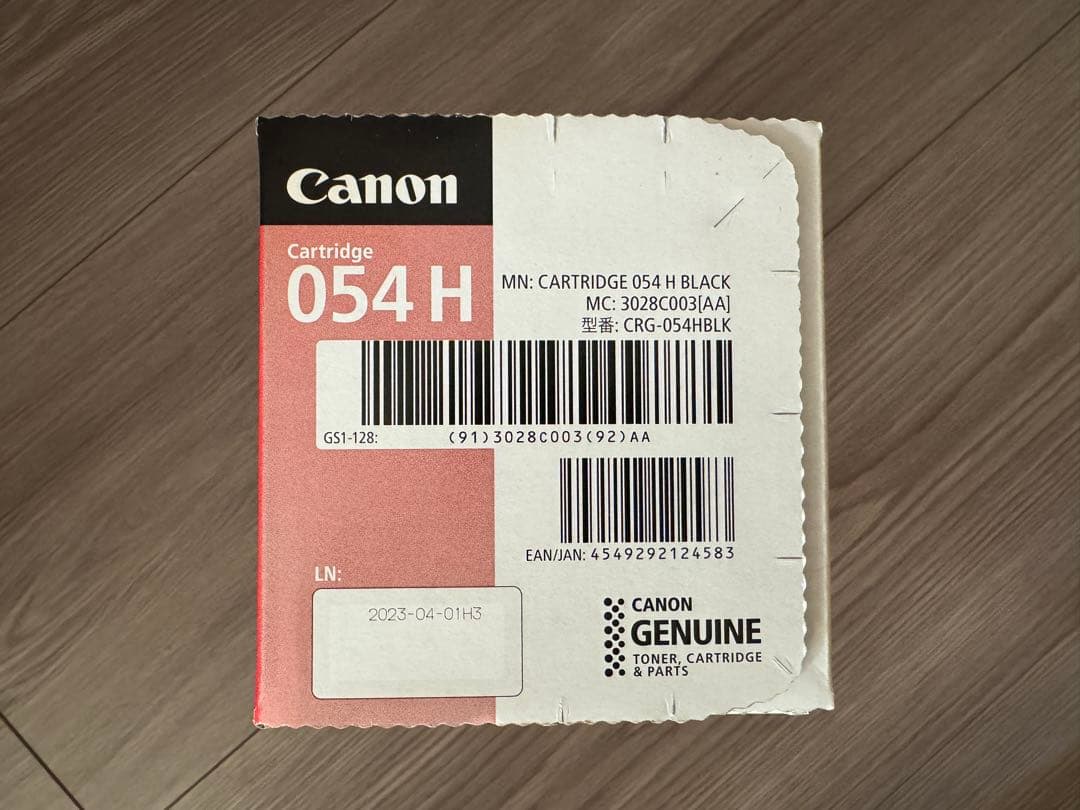 Canon
Cartridge
054 H
MN: CARTRIDGE 054 H BLACK
MC: 3028C003[AA]
型番: CRG-054HBLK
GS1-128: (91)3028C003(92)AA
EAN/JAN: 4549292124583
LN:
2023-04-01H3
CANON
GENUINE
TONER, CARTRIDGE
& PARTS